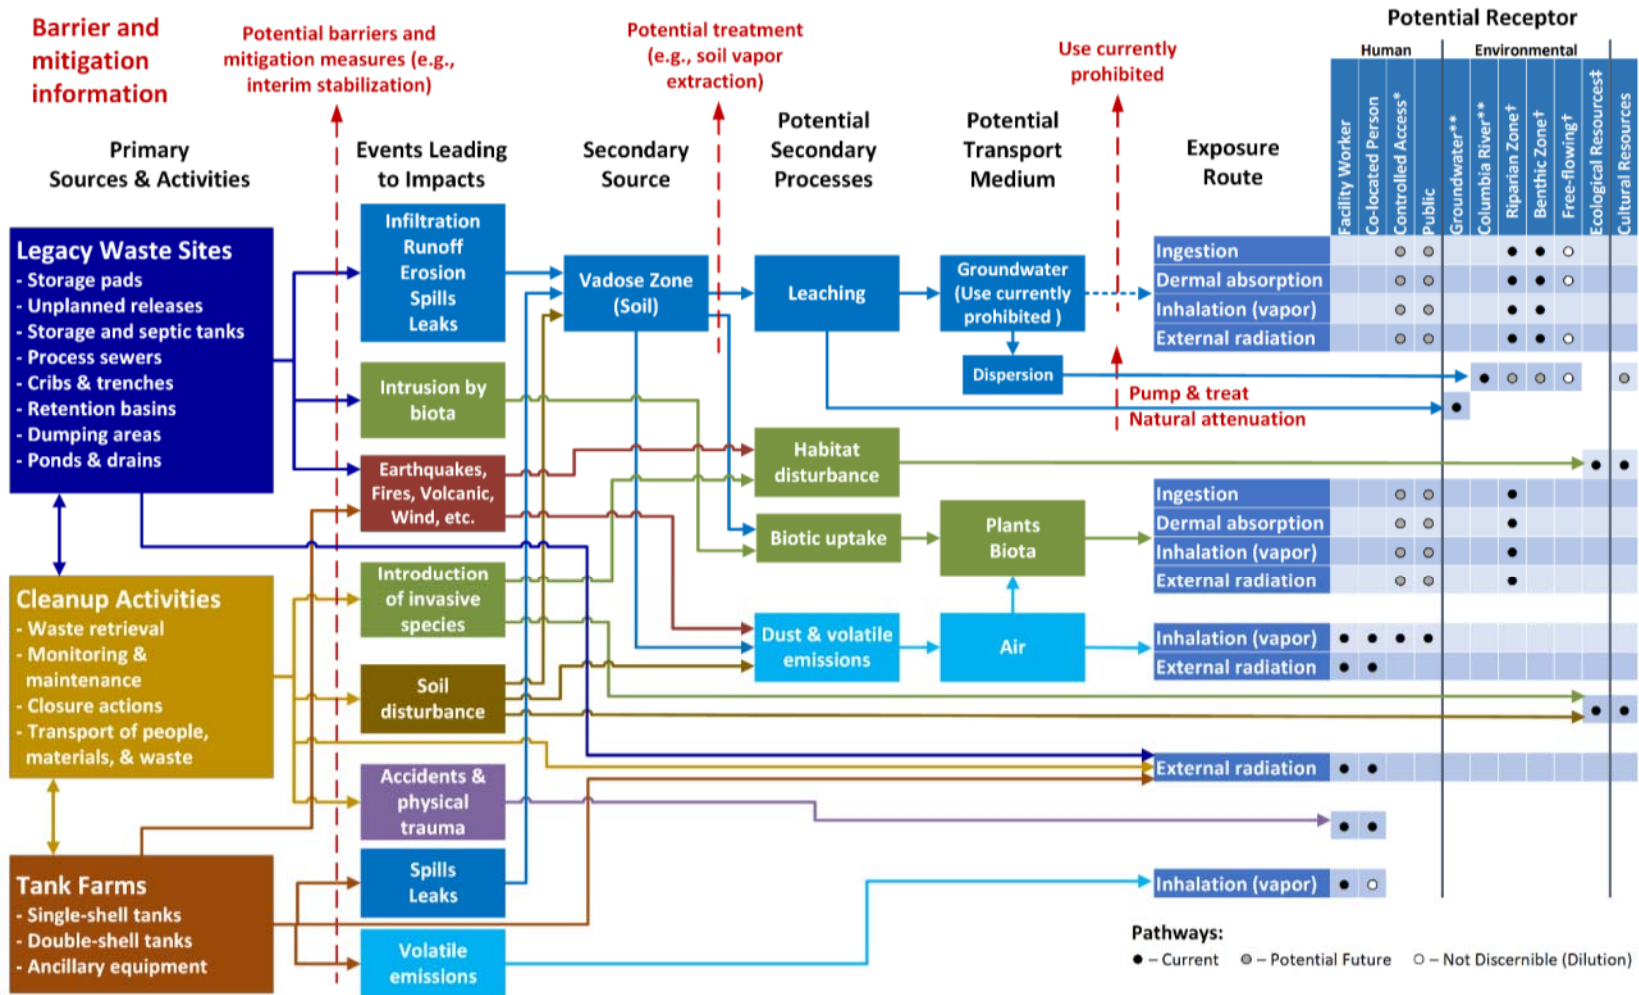 Barrier and
mitigation
information
Potential barriers and
mitigation measures (e.g.,
interim stabilization)
Potential treatment
(e.g., soil vapor
extraction)
Use currently
prohibited
Potential Receptor
Human
Environmental
Primary
Sources & Activities
Events Leading
to Impacts
Secondary
Source
Potential
Secondary
Processes
Potential
Transport
Medium
Exposure
Route
Facility Worker
Co-located Person
Controlled Access*
Public
Groundwater**
Columbia River**
Riparian Zone†
Benthic Zone†
Free-flowing†
Ecological Resources‡
Cultural Resources
Legacy Waste Sites
- Storage pads
- Unplanned releases
- Storage and septic tanks
- Process sewers
- Cribs & trenches
- Retention basins
- Dumping areas
- Ponds & drains
Cleanup Activities
- Waste retrieval
- Monitoring &
maintenance
- Closure actions
- Transport of people,
materials, & waste
Tank Farms
- Single-shell tanks
- Double-shell tanks
- Ancillary equipment
Infiltration
Runoff
Erosion
Spills
Leaks
Intrusion by
biota
Earthquakes,
Fires, Volcanic,
Wind, etc.
Introduction
of invasive
species
Soil
disturbance
Accidents &
physical
trauma
Spills
Leaks
Volatile
emissions
Vadose Zone
(Soil)
Leaching
Habitat
disturbance
Biotic uptake
Dust & volatile
emissions
Groundwater
(Use currently
prohibited )
Dispersion
Plants
Biota
Air
Pump & treat
Natural attenuation
Ingestion
Dermal absorption
Inhalation (vapor)
External radiation
Ingestion
Dermal absorption
Inhalation (vapor)
External radiation
Inhalation (vapor)
External radiation
External radiation
Inhalation (vapor)
Pathways:
– Current
– Potential Future
– Not Discernible (Dilution)